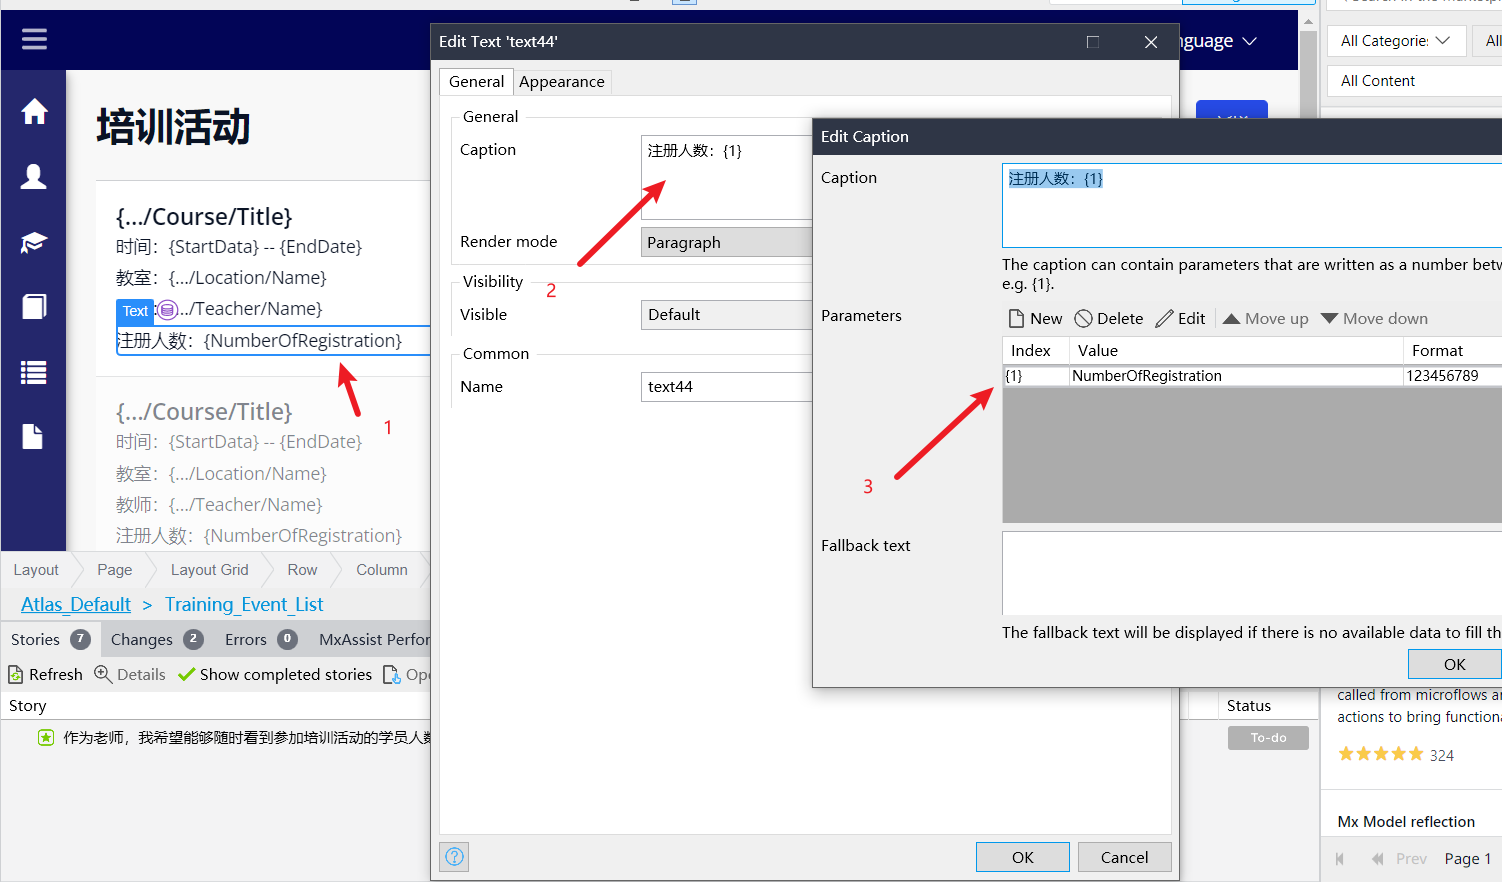 nguage
培训活动
{.../Course/Title}
时间：{StartData} -- {EndDate}
教室：{.../Location/Name}
Text
:
.../Teacher/Name}
注册人数：{NumberOfRegistration}
1
{.../Course/Title}
时间：{StartData} -- {EndDate}
教室：{.../Location/Name}
教师：{.../Teacher/Name}
注册人数：{NumberOfRegistration}
Layout Page Layout Grid Row Column
Atlas_Default > Training_Event_List
Stories 7 Changes 2 Errors 0 MxAssist Perfor
Refresh Details Show completed stories Ope
Story
Status
作为老师，我希望能够随时看到参加培训活动的学员人数
To-do
Edit Text 'text44'
General Appearance
General
Caption
注册人数：{1}
Render mode
Paragraph
2
Visibility
Visible
Default
Common
Name
text44
OK
Cancel
Edit Caption
Caption
注册人数：{1}
The caption can contain parameters that are written as a number betw
e.g. {1}.
Parameters
New Delete Edit Move up Move down
Index Value Format
{1} NumberOfRegistration 123456789
3
Fallback text
The fallback text will be displayed if there is no available data to fill th
OK
All Categories
All
All Content
called from microflows an
actions to bring functiona
324
Mx Model reflection
Prev Page 1